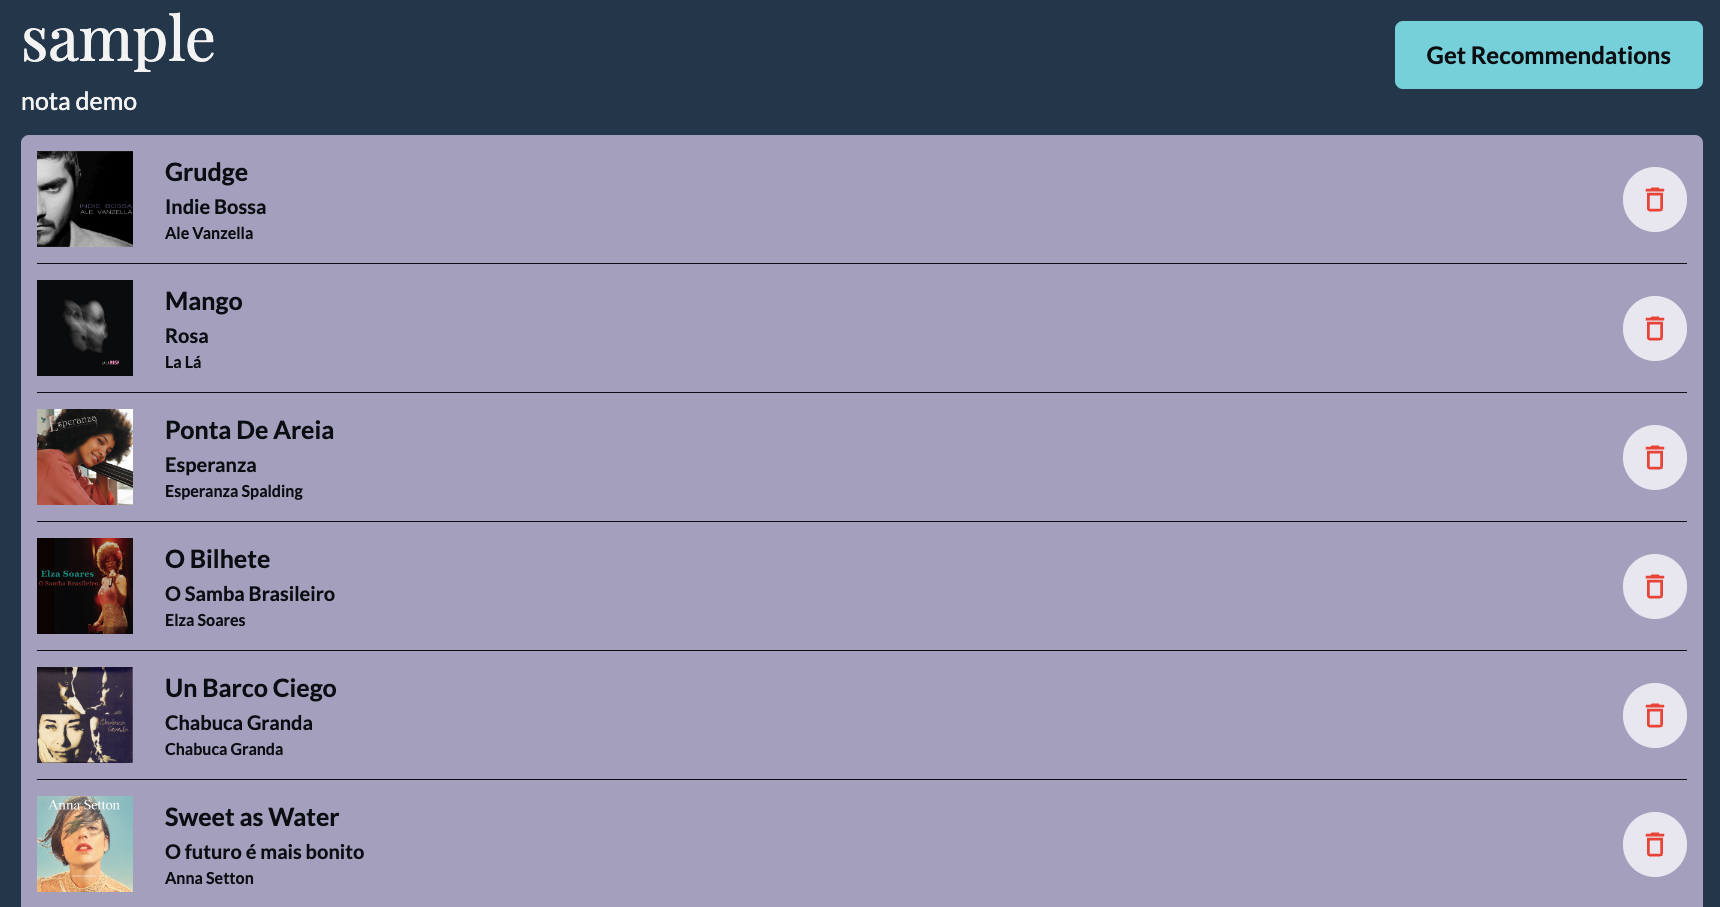 sample
Get Recommendations
nota demo
INDIE BOSSA
ALE VANZELLA
Grudge
Indie Bossa
Ale Vanzella
Mango
Rosa
La Lá
Esperanza
Ponta De Areia
Esperanza
Esperanza Spalding
Elza Soares
O Samba Brasileiro
O Bilhete
O Samba Brasileiro
Elza Soares
Chabuca
Granda
Un Barco Ciego
Chabuca Granda
Chabuca Granda
Anna Setton
Sweet as Water
O futuro é mais bonito
Anna Setton